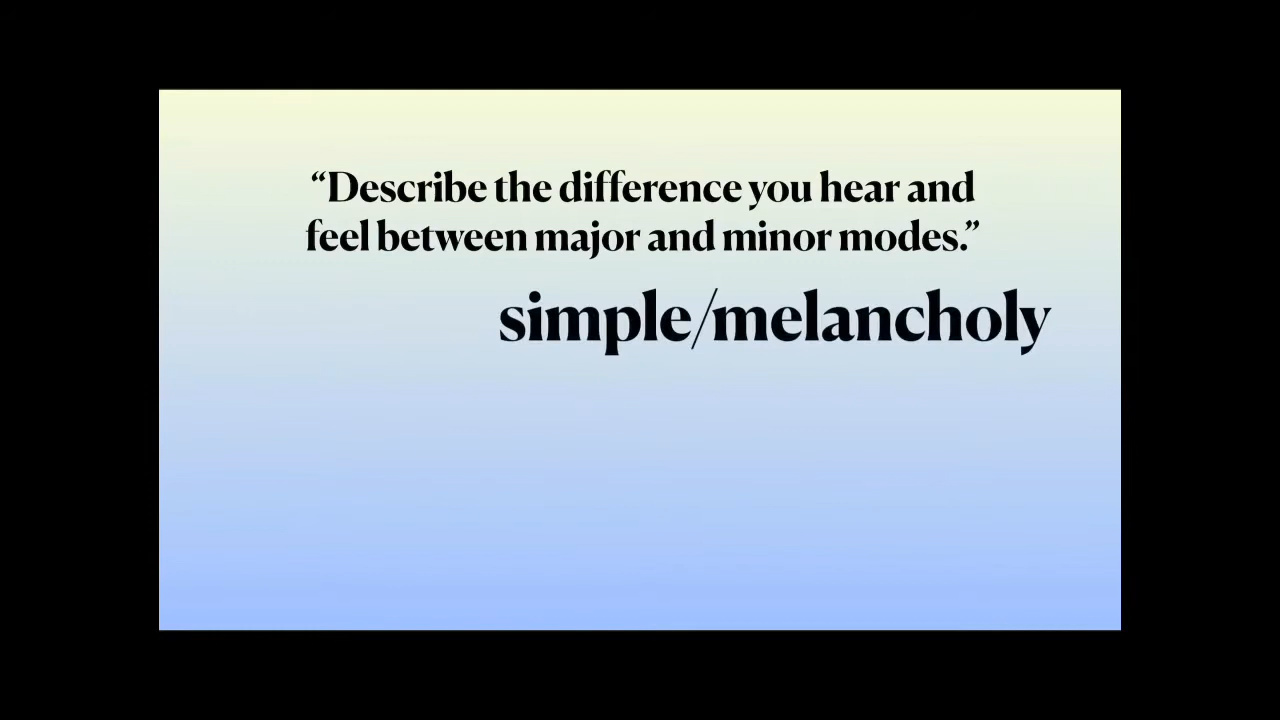 “Describe the difference you hear and
feel between major and minor modes.”
simple/melancholy